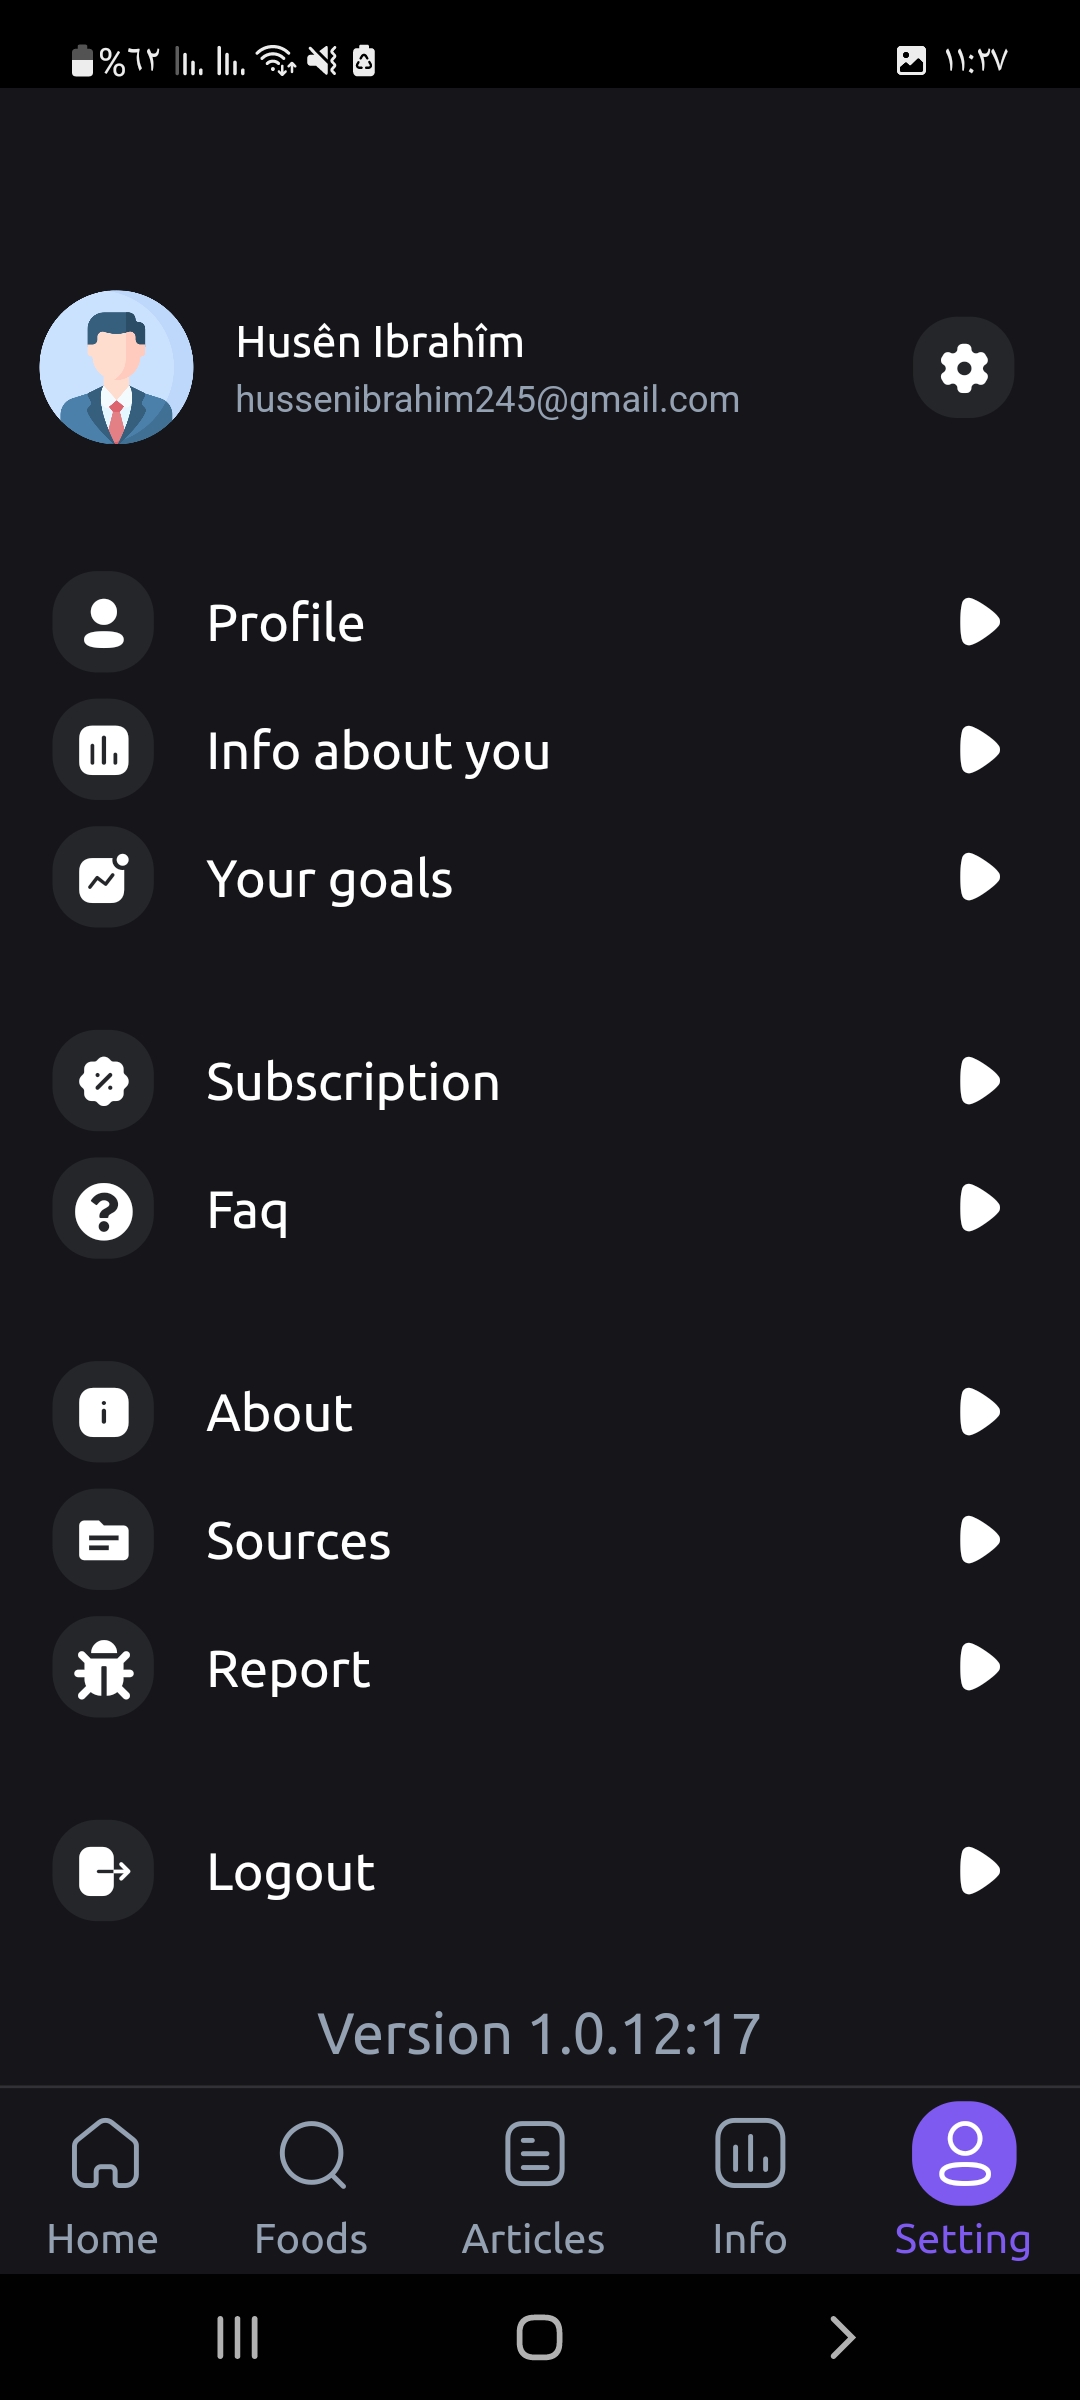 %٦٢ ١١:٢٧
Husên Ibrahîm
hussenibrahim245@gmail.com
Profile
Info about you
Your goals
Subscription
Faq
About
Sources
Report
Logout
Version 1.0.12:17
Home Foods Articles Info Setting